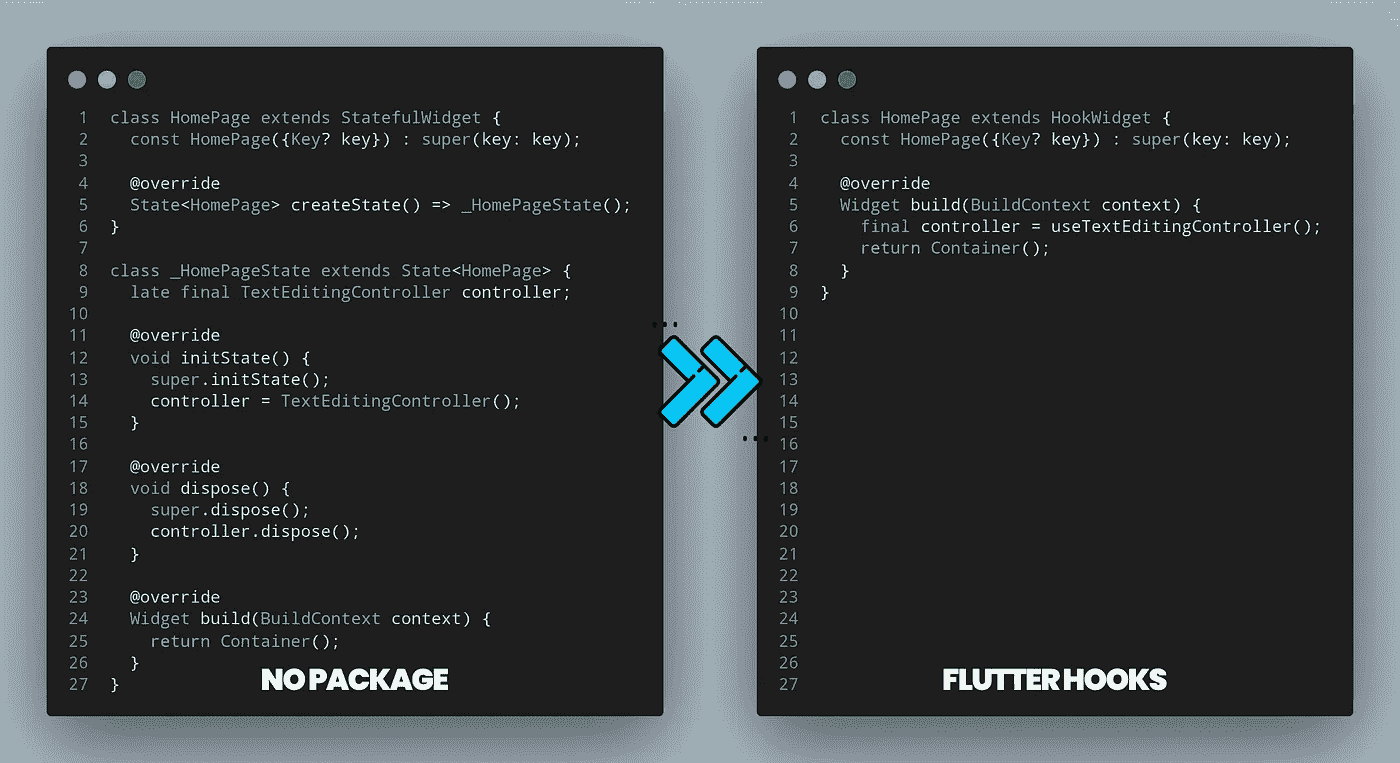 1 class HomePage extends StatefulWidget {
2   const HomePage({Key? key}) : super(key: key);
3
4   @override
5   State<HomePage> createState() => _HomePageState();
6 }
7
8 class _HomePageState extends State<HomePage> {
9   late final TextEditingController controller;
10
11   @override
12   void initState() {
13     super.initState();
14     controller = TextEditingController();
15   }
16
17   @override
18   void dispose() {
19     super.dispose();
20     controller.dispose();
21   }
22
23   @override
24   Widget build(BuildContext context) {
25     return Container();
26   }
27 }
NO PACKAGE
1 class HomePage extends HookWidget {
2   const HomePage({Key? key}) : super(key: key);
3
4   @override
5   Widget build(BuildContext context) {
6     final controller = useTextEditingController();
7     return Container();
8   }
9 }
10
11
12
13
14
15
16
17
18
19
20
21
22
23
24
25
26
27
FLUTTER HOOKS